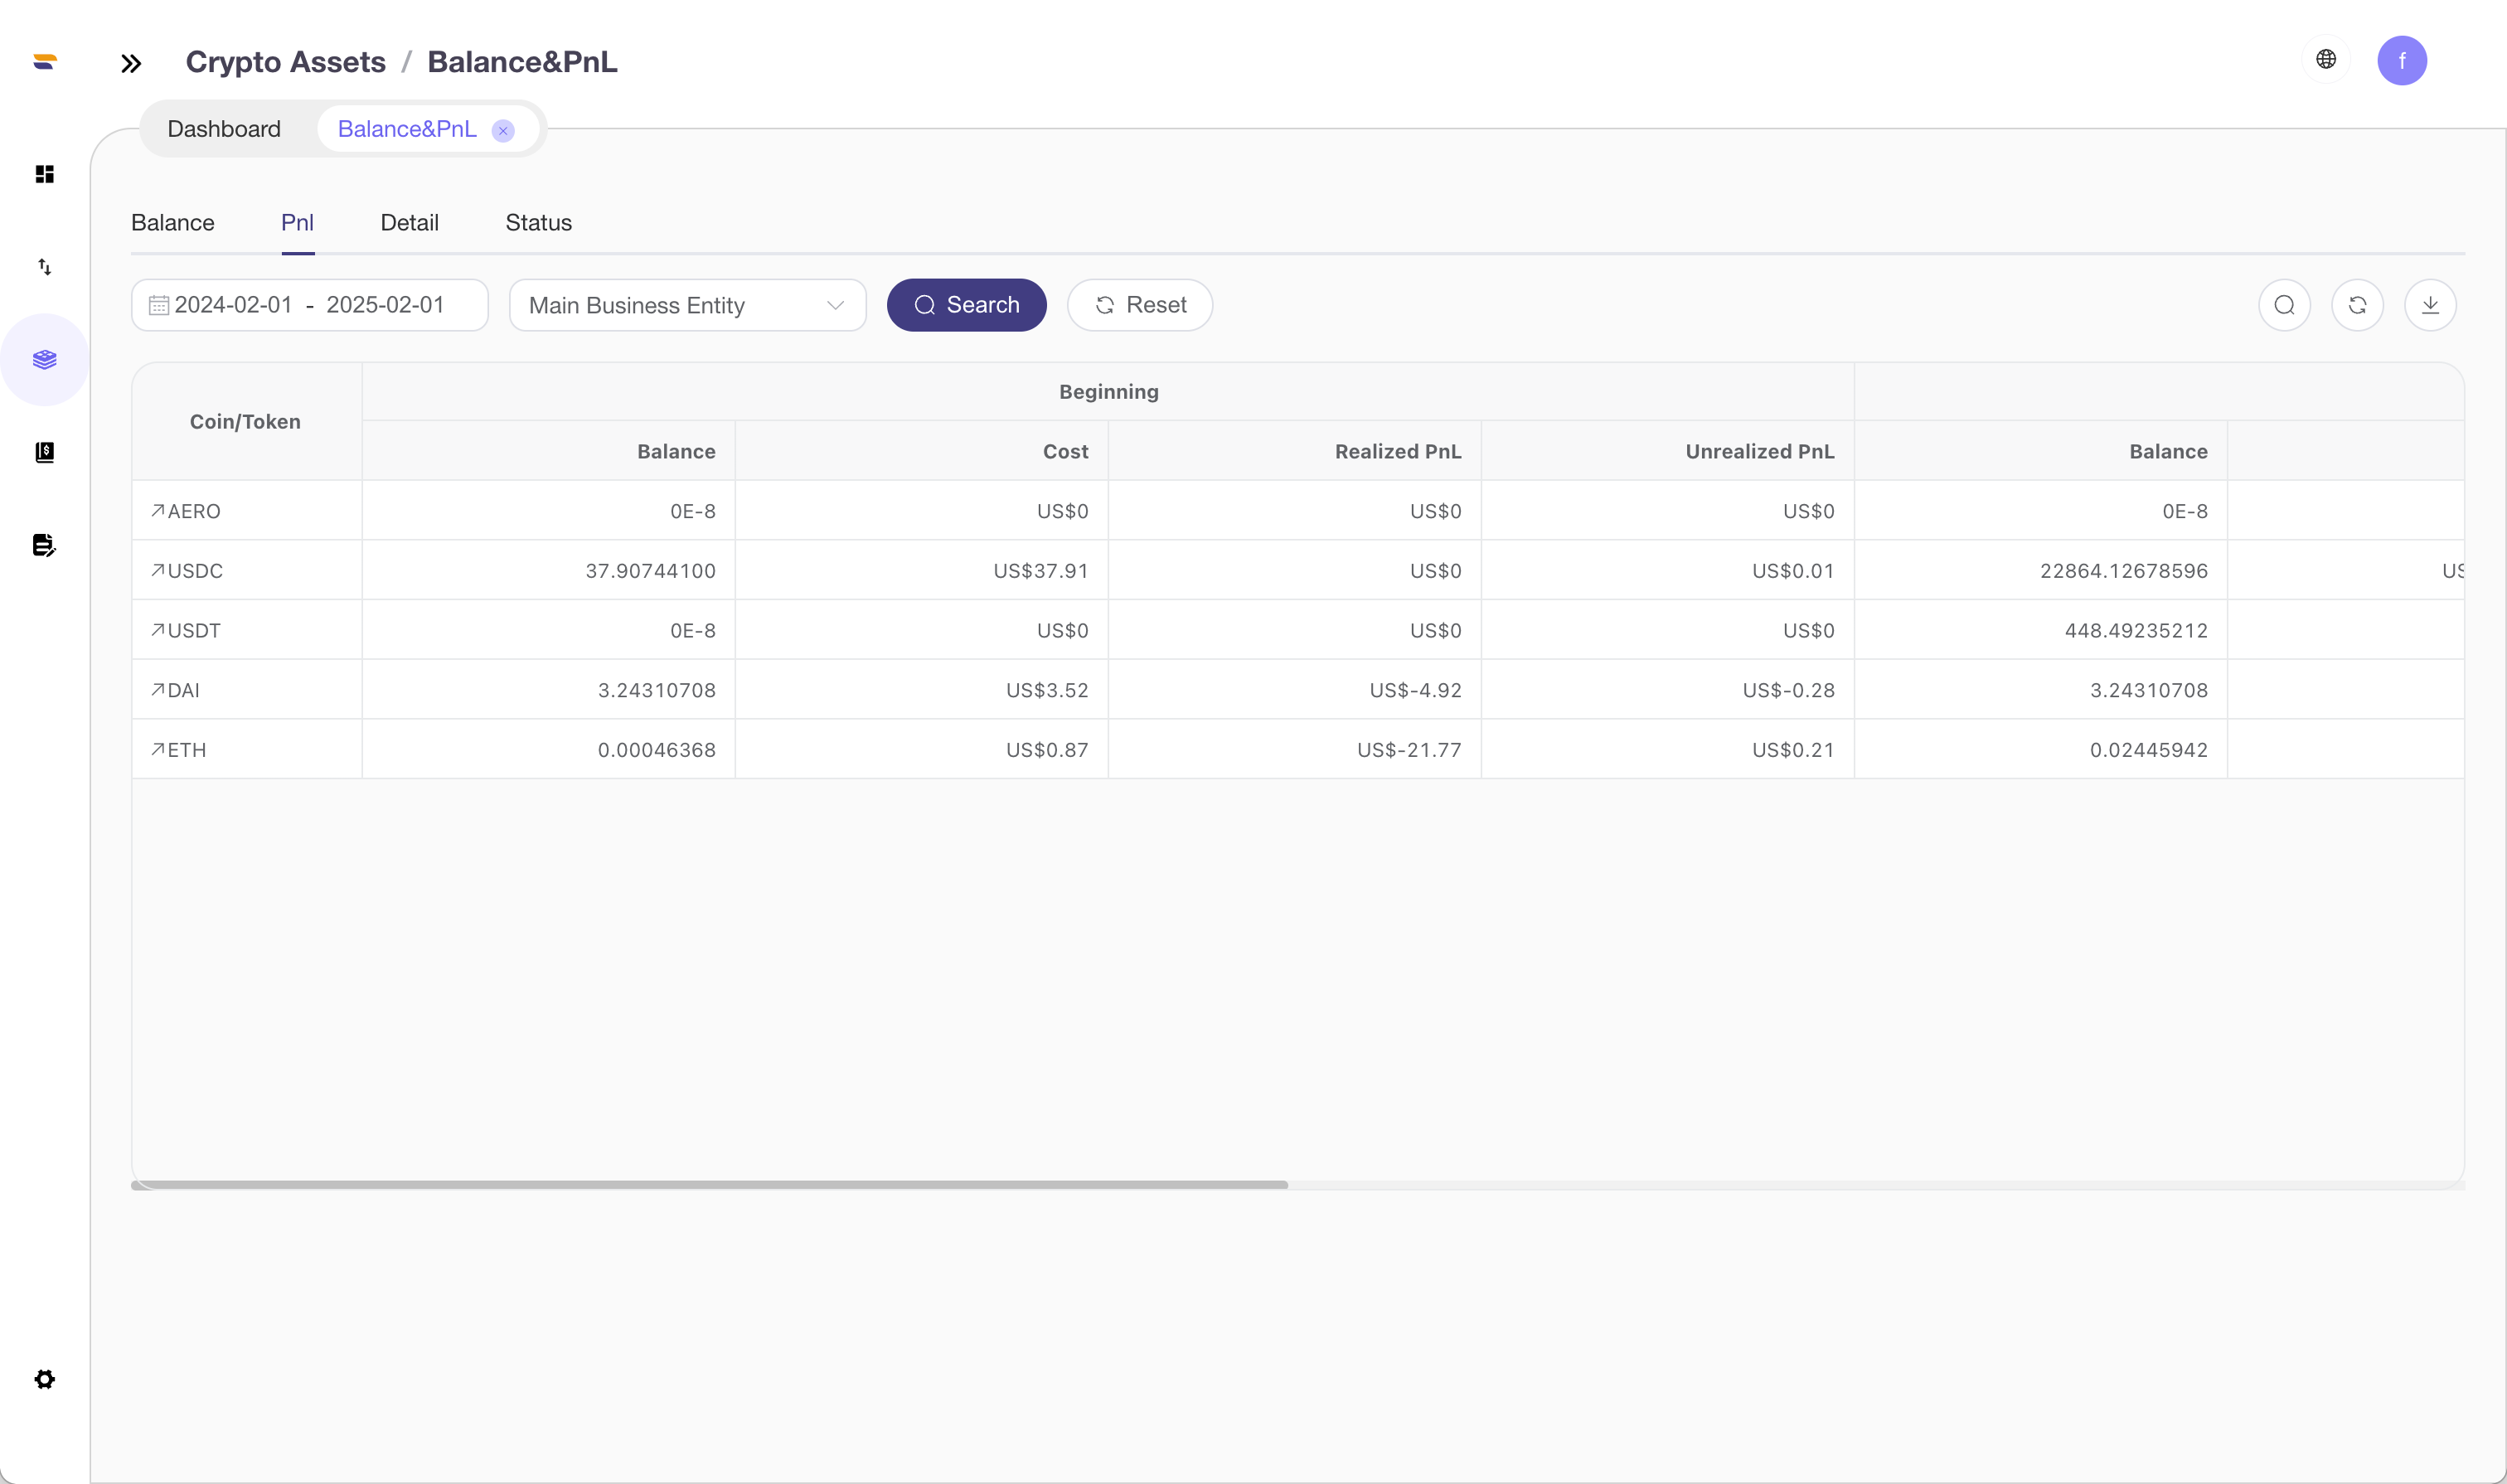 Crypto Assets / Balance&PnL
f
Dashboard
Balance&PnL
Balance Pnl Detail Status
2024-02-01 - 2025-02-01 Main Business Entity Search Reset
Beginning
Coin/Token
Balance Cost Realized PnL Unrealized PnL Balance
AERO 0E-8 US$0 US$0 US$0 0E-8
USDC 37.90744100 US$37.91 US$0 US$0.01 22864.12678596 US
USDT 0E-8 US$0 US$0 US$0 448.49235212
DAI 3.24310708 US$3.52 US$-4.92 US$-0.28 3.24310708
ETH 0.00046368 US$0.87 US$-21.77 US$0.21 0.02445942